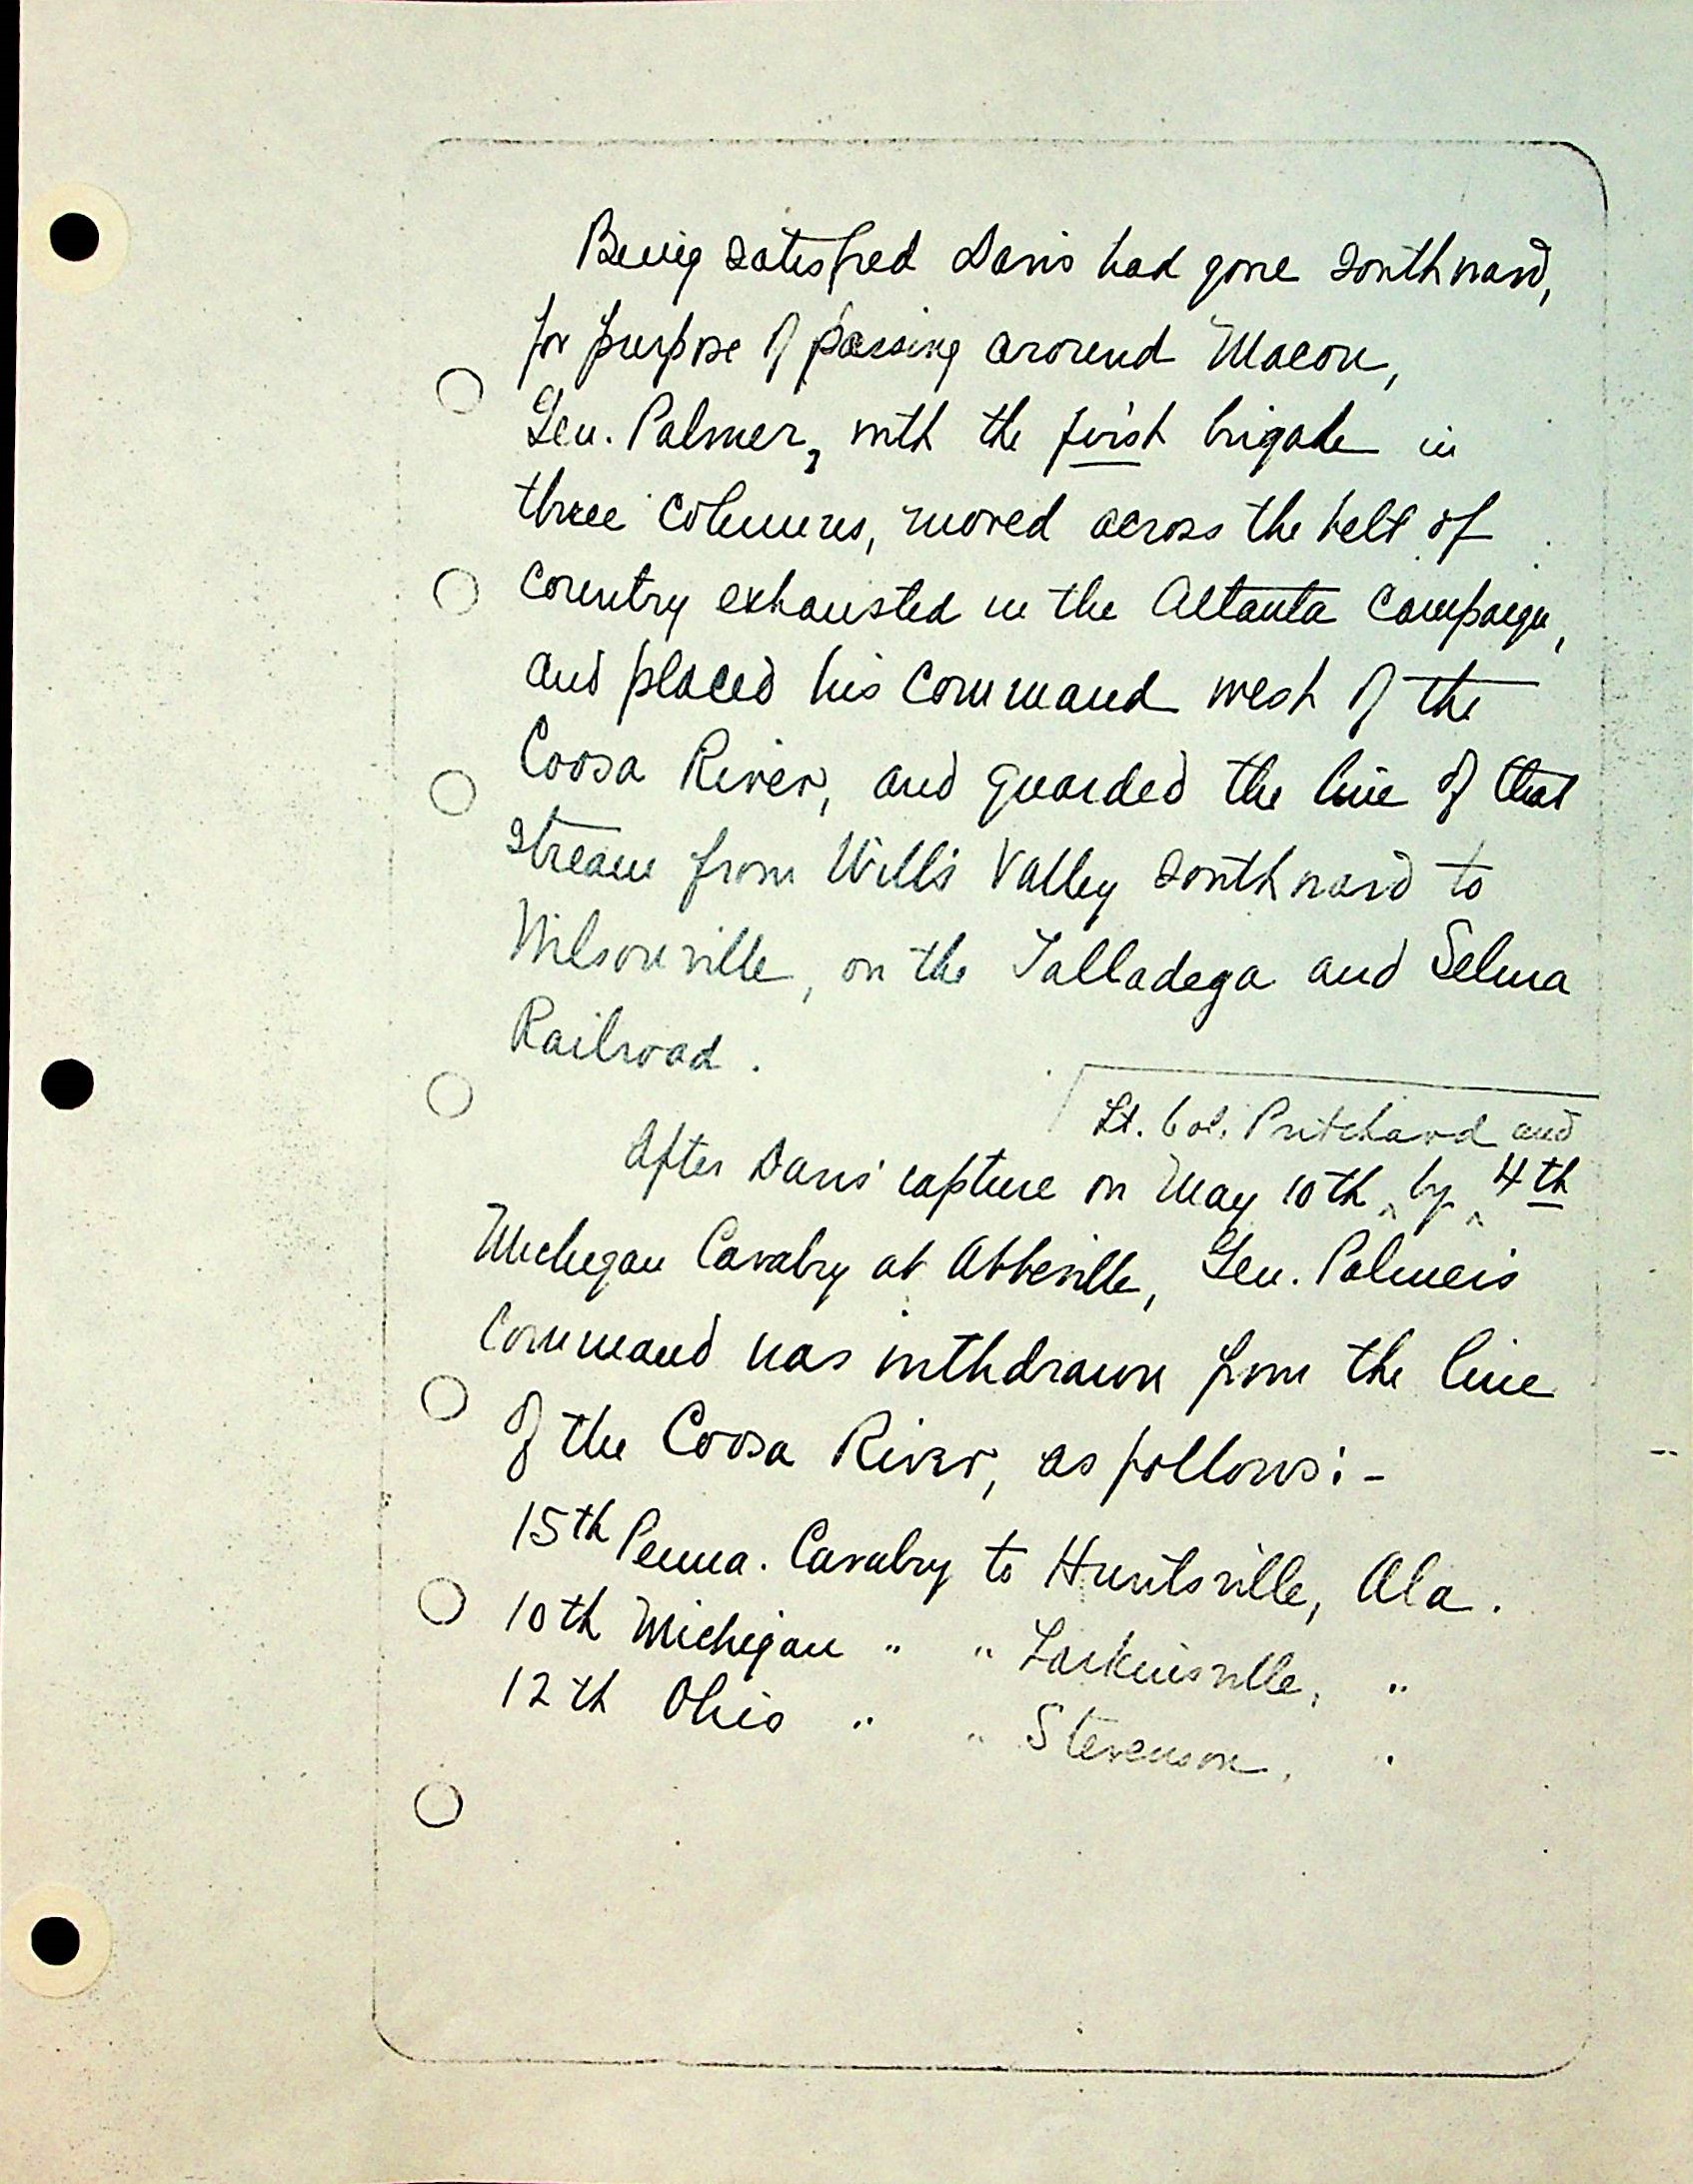 Being satisfied Davis had gone southward,
for purpose of passing around Macon,
Gen. Palmer, with the first brigade in
three columns, moved across the belt of
country exhausted in the Altanta Campaign,
and placed his command west of the
Coosa River, and guarded the line of that
stream from Will's Valley southward to
Wilsonville, on the Talladega and Selma
Railroad.
Lt. Col. Pritchard and
After Davis' capture on May 10th, by 4th
Michigan Cavalry at Abbeville, Gen. Palmer's
command was withdrawn from the line
of the Coosa River, as follows:-
15th Penna. Cavalry to Huntsville, Ala.
10th Michigan " " Larkinsville, "
12th Ohio " " Stevenson, "